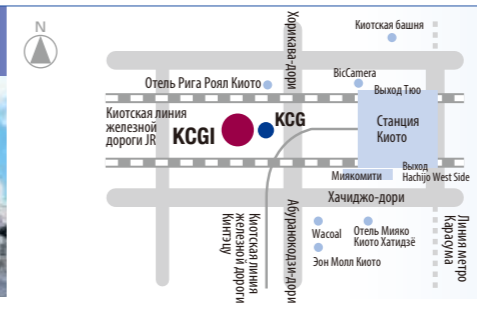 N
Киотская башня
Хорикава-дори
BicCamera
Отель Рига Роял Киото
Выход Тюо
Киотская линия
железной
дороги JR
KCGI
KCG
Станция
Киото
Выход
Hachijo West Side
Миякомити
Хачиджо-дори
Абуранокодзи-дори
Киотская линия
железной дороги
Кинтэцу
Wacoal
Отель Мияко
Киото Хатидзё
Эон Молл Киото
Линия метро
Карасума